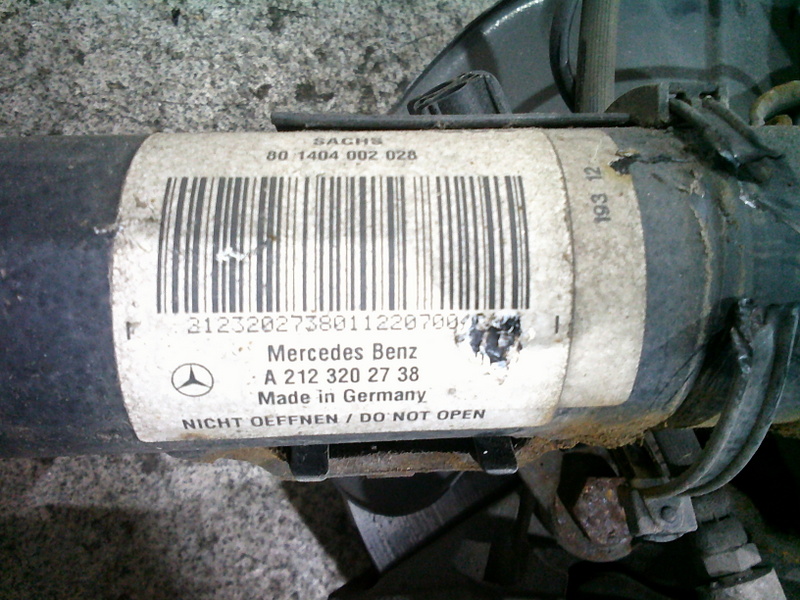 SACHS
80 1404 002 028
193 12
Mercedes Benz
A 212 320 27 38
Made in Germany
NICHT OEFFNEN / DO NOT OPEN